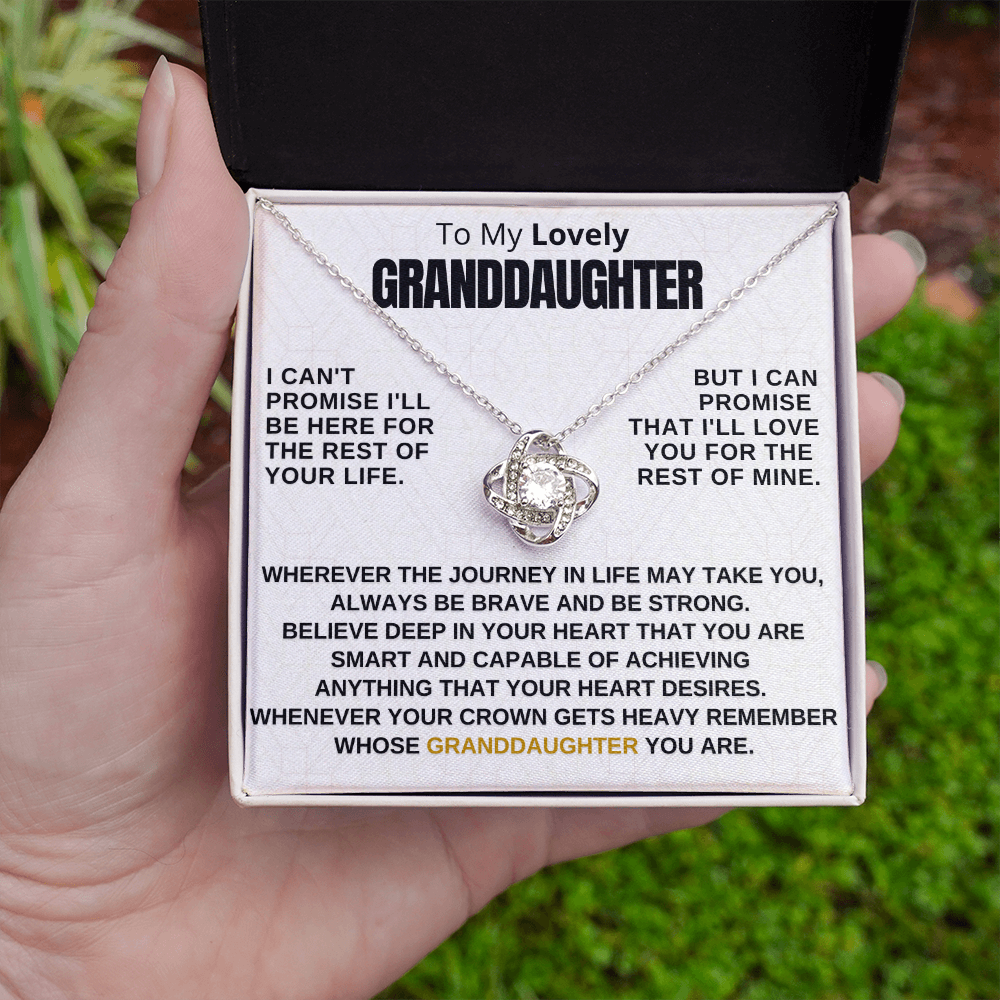 To My Lovely
GRANDDAUGHTER
I CAN'T
PROMISE I'LL
BE HERE FOR
THE REST OF
YOUR LIFE.
BUT I CAN
PROMISE
THAT I'LL LOVE
YOU FOR THE
REST OF MINE.
WHEREVER THE JOURNEY IN LIFE MAY TAKE YOU,
ALWAYS BE BRAVE AND BE STRONG.
BELIEVE DEEP IN YOUR HEART THAT YOU ARE
SMART AND CAPABLE OF ACHIEVING
ANYTHING THAT YOUR HEART DESIRES.
WHENEVER YOUR CROWN GETS HEAVY REMEMBER
WHOSE GRANDDAUGHTER YOU ARE.